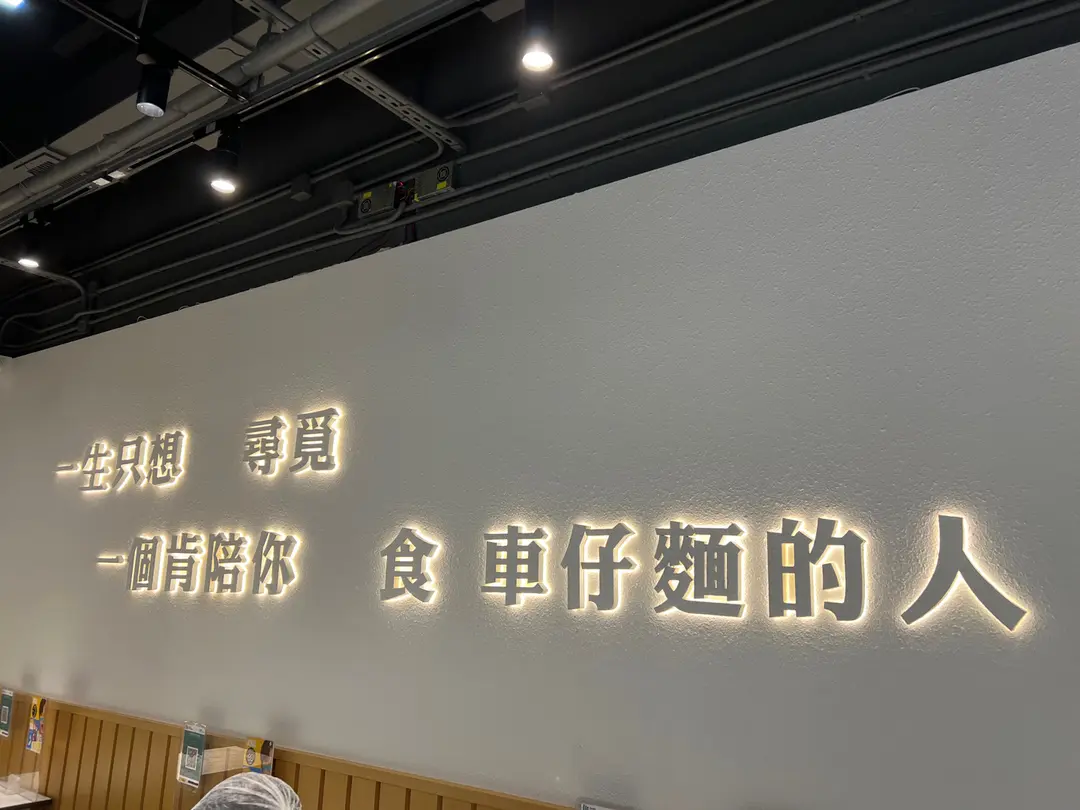 一生只想 尋覓
一個肯陪你 食 車仔麵的人